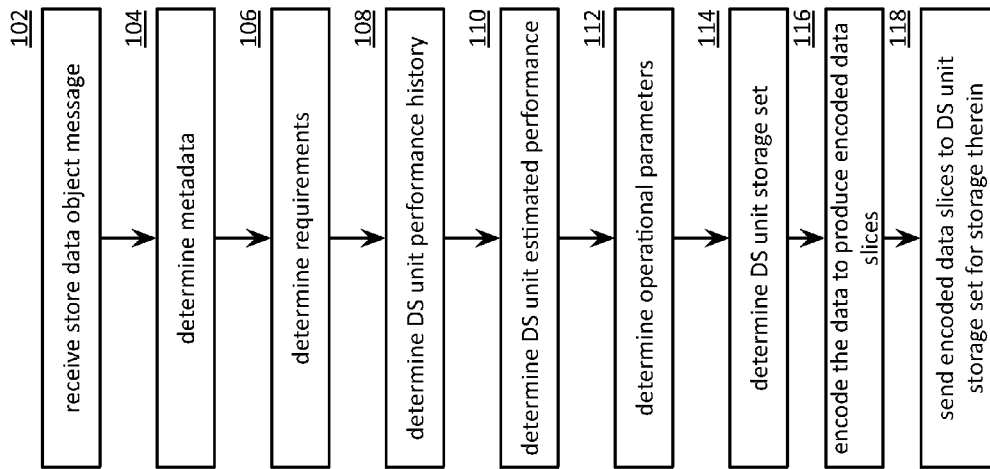 102
receive store data object message
104
determine metadata
106
determine requirements
108
determine DS unit performance history
110
determine DS unit estimated performance
112
determine operational parameters
114
determine DS unit storage set
116
encode the data to produce encoded data
slices
118
send encoded data slices to DS unit
storage set for storage therein